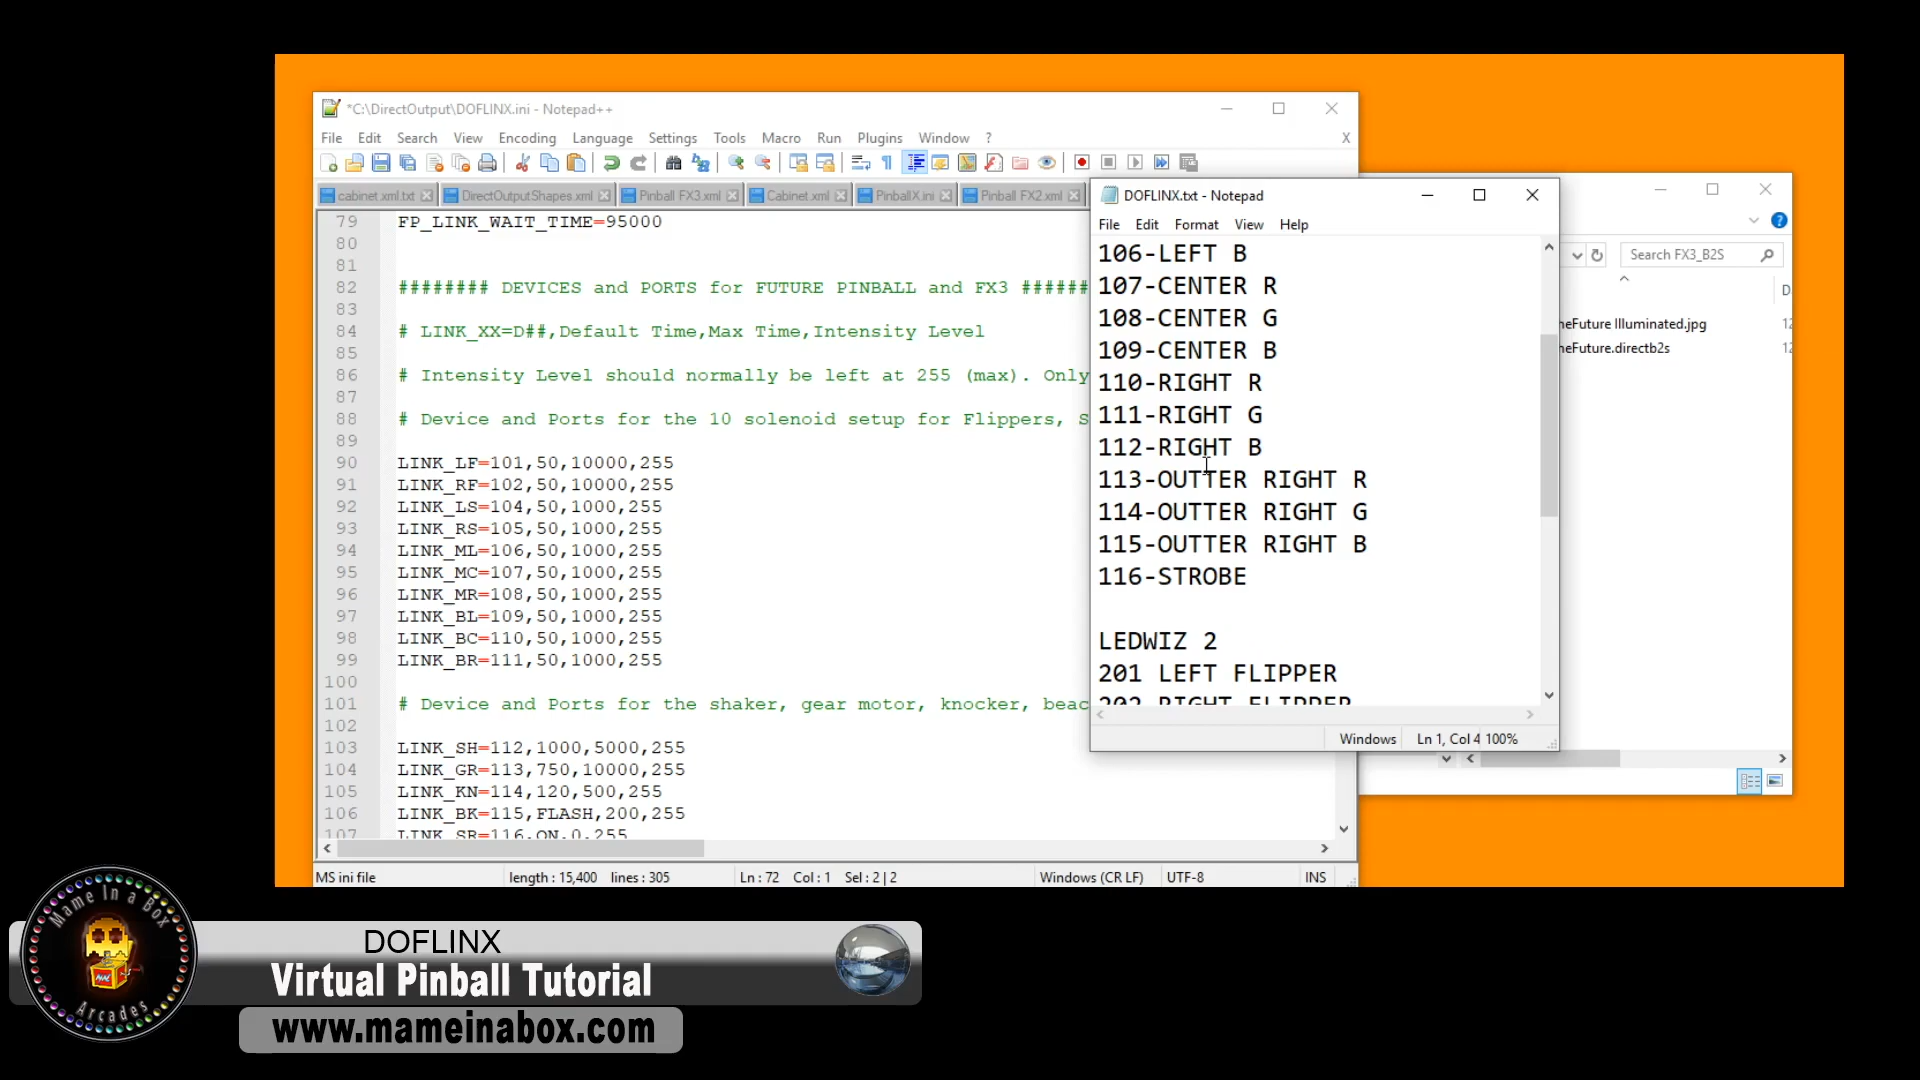 *C:\DirectOutput\DOFLINX.ini - Notepad++
File Edit Search View Encoding Language Settings Tools Macro Run Plugins Window ? X
cabinet.xml.txt DirectOutputShapes.xml Pinball FX3.xml Cabinet.xml PinballX.ini Pinball FX2.xml
79 FP_LINK_WAIT_TIME=95000
80
81
82 ######## DEVICES and PORTS for FUTURE PINBALL and FX3 ######
83
84 # LINK_XX=D##,Default Time,Max Time,Intensity Level
85
86 # Intensity Level should normally be left at 255 (max). Only
87
88 # Device and Ports for the 10 solenoid setup for Flippers, S
89
90 LINK_LF=101,50,10000,255
91 LINK_RF=102,50,10000,255
92 LINK_LS=104,50,1000,255
93 LINK_RS=105,50,1000,255
94 LINK_ML=106,50,1000,255
95 LINK_MC=107,50,1000,255
96 LINK_MR=108,50,1000,255
97 LINK_BL=109,50,1000,255
98 LINK_BC=110,50,1000,255
99 LINK_BR=111,50,1000,255
100
101 # Device and Ports for the shaker, gear motor, knocker, beac
102
103 LINK_SH=112,1000,5000,255
104 LINK_GR=113,750,10000,255
105 LINK_KN=114,120,500,255
106 LINK_BK=115,FLASH,200,255
107 LINK_SR=116,ON,0,255
MS ini file length : 15,400 lines : 305 Ln : 72 Col : 1 Sel : 2 | 2 Windows (CR LF) UTF-8 INS
DOFLINX.txt - Notepad
File Edit Format View Help
106-LEFT B
107-CENTER R
108-CENTER G
109-CENTER B
110-RIGHT R
111-RIGHT G
112-RIGHT B
113-OUTTER RIGHT R
114-OUTTER RIGHT G
115-OUTTER RIGHT B
116-STROBE
LEDWIZ 2
201 LEFT FLIPPER
202 RIGHT FLIPPER
Windows Ln 1, Col 4 100%
Search FX3_B2S
D
neFuture Illuminated.jpg 12
neFuture.directb2s 12
Mame In a Box
Arcades
DOFLINX
Virtual Pinball Tutorial
www.mameinabox.com